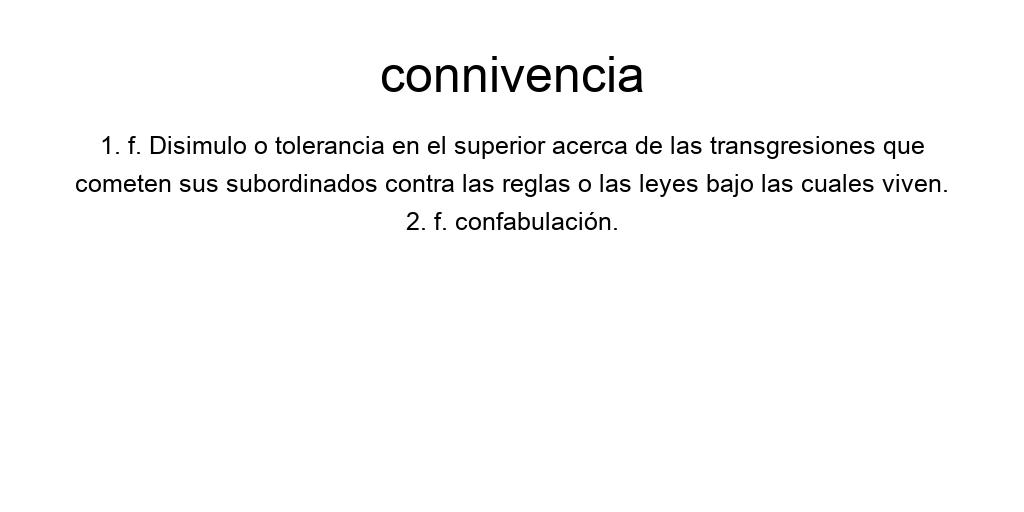 connivencia
1. f. Disimulo o tolerancia en el superior acerca de las transgresiones que
cometen sus subordinados contra las reglas o las leyes bajo las cuales viven.
2. f. confabulación.